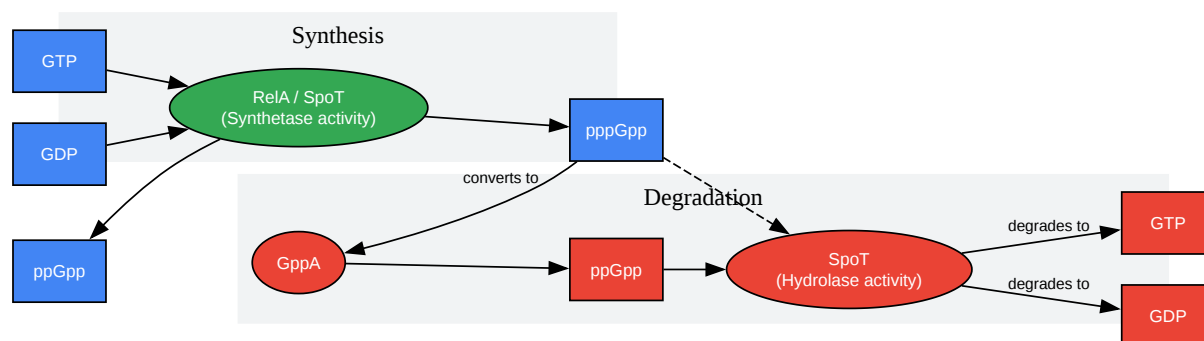 Synthesis
GTP
RelA / SpoT
(Synthetase activity)
GDP
pppGpp
ppGpp
converts to
Degradation
GppA
ppGpp
SpoT
(Hydrolase activity)
degrades to
GTP
degrades to
GDP